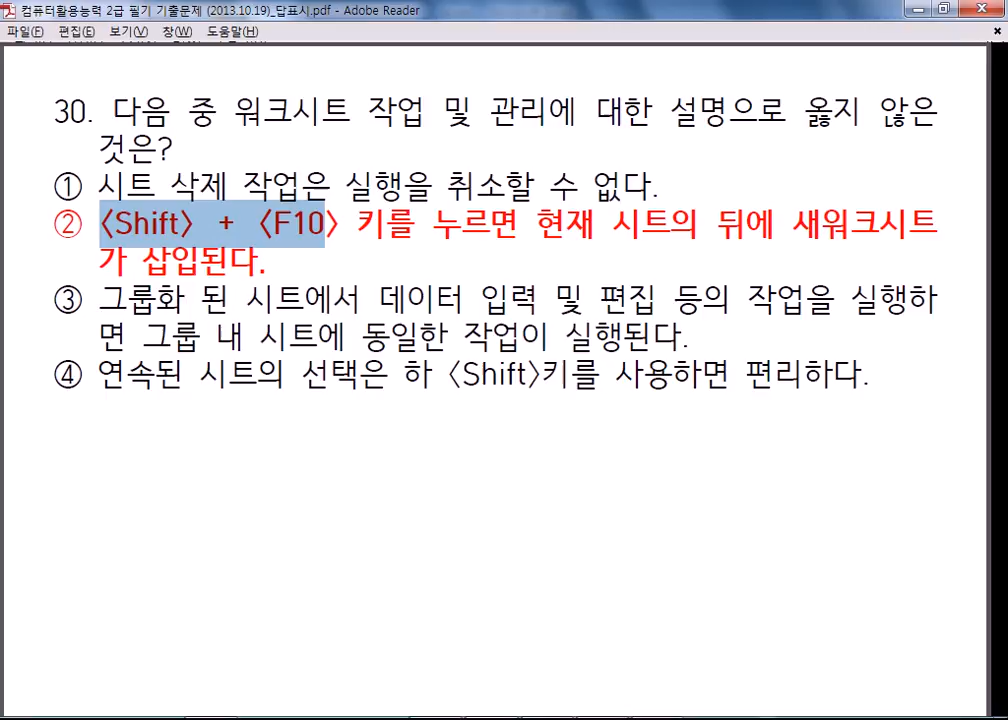 컴퓨터활용능력 2급 필기 기출문제 (2013.10.19)_답표시.pdf - Adobe Reader
파일(F) 편집(E) 보기(V) 창(W) 도움말(H)
30. 다음 중 워크시트 작업 및 관리에 대한 설명으로 옳지 않은
것은?
① 시트 삭제 작업은 실행을 취소할 수 없다.
② 〈Shift〉 + 〈F10〉 키를 누르면 현재 시트의 뒤에 새워크시트
가 삽입된다.
③ 그룹화 된 시트에서 데이터 입력 및 편집 등의 작업을 실행하
면 그룹 내 시트에 동일한 작업이 실행된다.
④ 연속된 시트의 선택은 하 〈Shift〉키를 사용하면 편리하다.